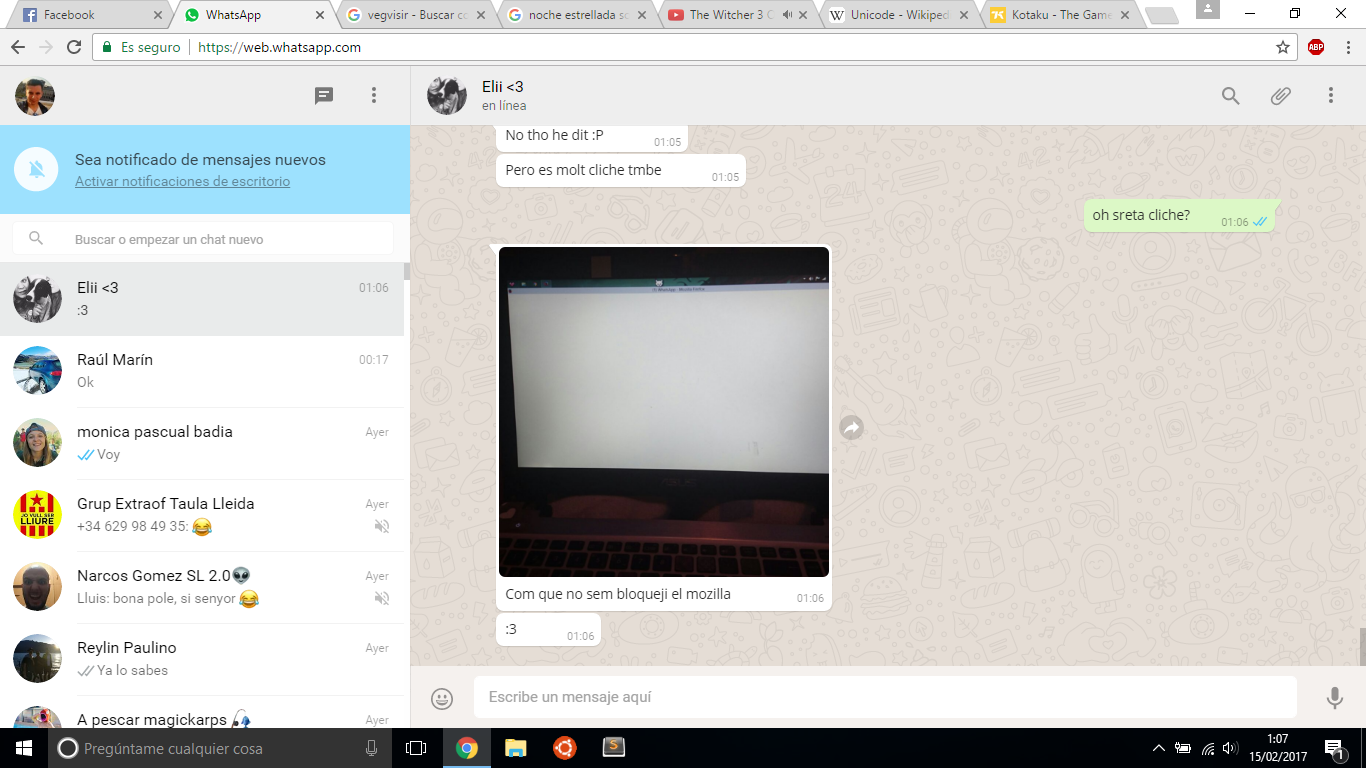 Facebook
WhatsApp
vegvisir - Buscar co
noche estrellada so
The Witcher 3 O
Unicode - Wikiped
Kotaku - The Game
Es seguro
https://web.whatsapp.com
ABP
Sea notificado de mensajes nuevos
Activar notificaciones de escritorio
Buscar o empezar un chat nuevo
Elii <3
01:06
:3
Raúl Marín
00:17
Ok
monica pascual badia
Ayer
Voy
JO VULL SER
LLIURE
Grup Extraof Taula Lleida
Ayer
+34 629 98 49 35: 😂
Narcos Gomez SL 2.0👽
Ayer
Lluis: bona pole, si senyor 😂
Reylin Paulino
Ayer
Ya lo sabes
A pescar magickarps 🎣
Ayer
Elii <3
en línea
No tho he dit :P
01:05
Pero es molt cliche tmbe
01:05
oh sreta cliche?
01:06
Com que no sem bloqueji el mozilla
01:06
:3
01:06
Escribe un mensaje aquí
Pregúntame cualquier cosa
1:07
15/02/2017
1